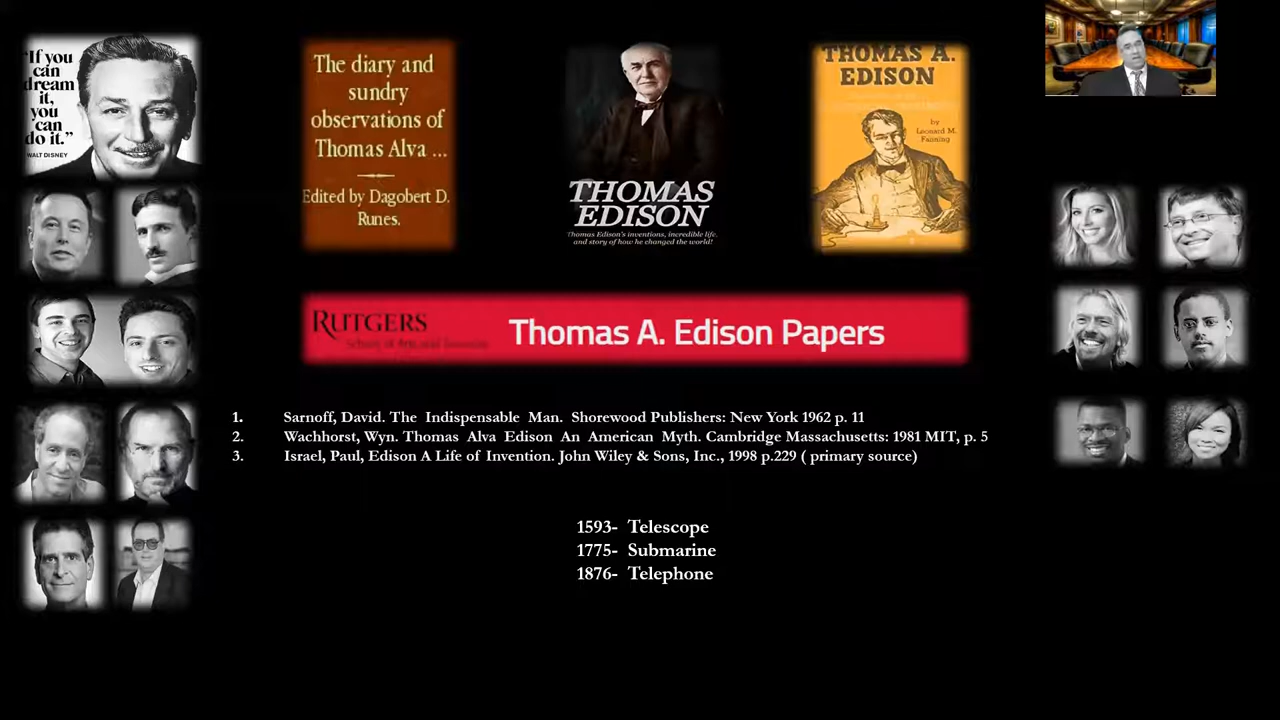 "If you
can
dream
it,
you
can
do it."
WALT DISNEY
The diary and
sundry
observations of
Thomas Alva ...
Edited by Dagobert D.
Runes.
THOMAS
EDISON
Thomas Edison's inventions, incredible life,
and story of how he changed the world!
THOMAS A.
EDISON
by
Leonard M.
Fanning
RUTGERS
School of Arts and
Thomas A. Edison Papers
1. Sarnoff, David. The Indispensable Man. Shorewood Publishers: New York 1962 p. 11
2. Wachhorst, Wyn. Thomas Alva Edison An American Myth. Cambridge Massachusetts: 1981 MIT, p. 5
3. Israel, Paul, Edison A Life of Invention. John Wiley & Sons, Inc., 1998 p.229 ( primary source)
1593- Telescope
1775- Submarine
1876- Telephone